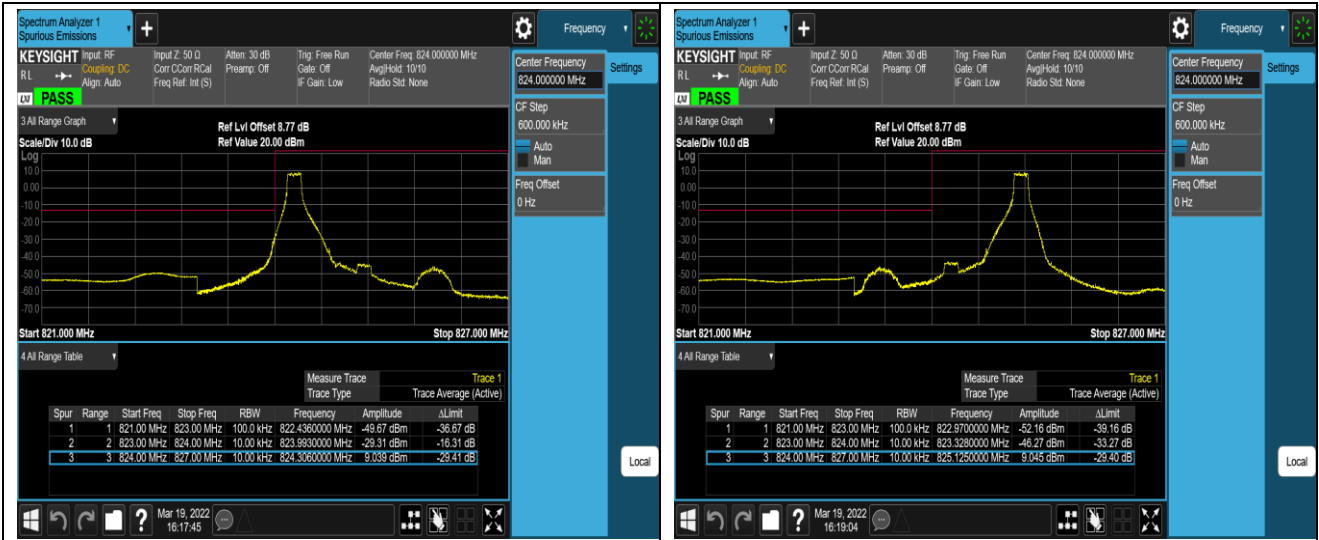 Spectrum Analyzer 1
Spurious Emissions
+
Frequency
KEYSIGHT Input: RF Input Z: 50 Ω Atten: 30 dB Trig: Free Run Center Freq: 824.000000 MHz
Coupling: DC Corr CCorr RCal Preamp: Off Gate: Off Avg|Hold: 10/10
RL Align: Auto Freq Ref: Int (S) IF Gain: Low Radio Std: None
LXI PASS
3 All Range Graph
Ref Lvl Offset 8.77 dB
Scale/Div 10.0 dB Ref Value 20.00 dBm
Log
10.0
0.00
-10.0
-20.0
-30.0
-40.0
-50.0
-60.0
-70.0
Start 821.000 MHz Stop 827.000 MHz
4 All Range Table
Measure Trace Trace 1
Trace Type Trace Average (Active)
Spur Range Start Freq Stop Freq RBW Frequency Amplitude ΔLimit
1 1 821.00 MHz 823.00 MHz 100.0 kHz 822.4360000 MHz -49.67 dBm -36.67 dB
2 2 823.00 MHz 824.00 MHz 10.00 kHz 823.9930000 MHz -29.31 dBm -16.31 dB
3 3 824.00 MHz 827.00 MHz 10.00 kHz 824.3060000 MHz 9.039 dBm -29.41 dB
?
Mar 19, 2022
16:17:45
Center Frequency
824.000000 MHz
Settings
CF Step
600.000 kHz
Auto
Man
Freq Offset
0 Hz
Local
Spectrum Analyzer 1
Spurious Emissions
+
Frequency
KEYSIGHT Input: RF Input Z: 50 Ω Atten: 30 dB Trig: Free Run Center Freq: 824.000000 MHz
Coupling: DC Corr CCorr RCal Preamp: Off Gate: Off Avg|Hold: 10/10
RL Align: Auto Freq Ref: Int (S) IF Gain: Low Radio Std: None
LXI PASS
3 All Range Graph
Ref Lvl Offset 8.77 dB
Scale/Div 10.0 dB Ref Value 20.00 dBm
Log
10.0
0.00
-10.0
-20.0
-30.0
-40.0
-50.0
-60.0
-70.0
Start 821.000 MHz Stop 827.000 MHz
4 All Range Table
Measure Trace Trace 1
Trace Type Trace Average (Active)
Spur Range Start Freq Stop Freq RBW Frequency Amplitude ΔLimit
1 1 821.00 MHz 823.00 MHz 100.0 kHz 822.9700000 MHz -52.16 dBm -39.16 dB
2 2 823.00 MHz 824.00 MHz 10.00 kHz 823.3280000 MHz -46.27 dBm -33.27 dB
3 3 824.00 MHz 827.00 MHz 10.00 kHz 825.1250000 MHz 9.045 dBm -29.40 dB
?
Mar 19, 2022
16:19:04
Center Frequency
824.000000 MHz
Settings
CF Step
600.000 kHz
Auto
Man
Freq Offset
0 Hz
Local